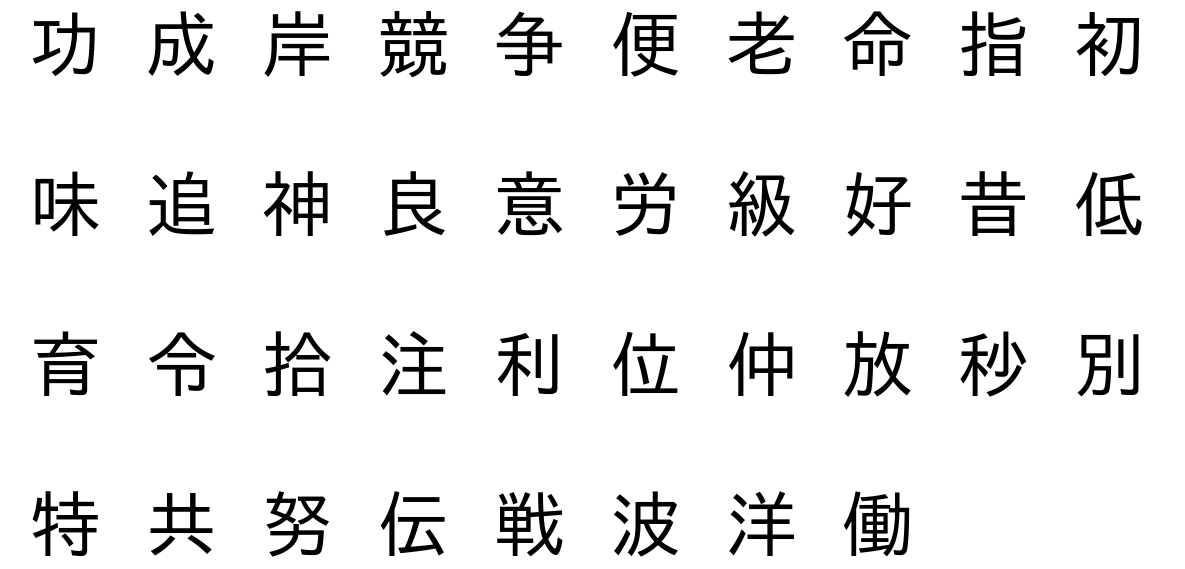 功 成 岸 競 争 便 老 命 指 初
味 追 神 良 意 労 級 好 昔 低
育 令 拾 注 利 位 仲 放 秒 別
特 共 努 伝 戦 波 洋 働